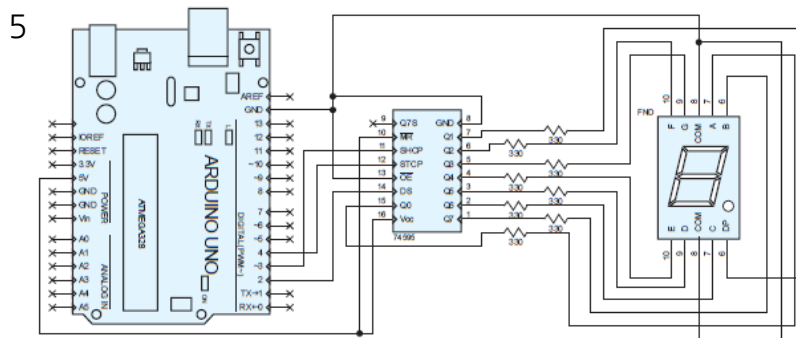 5
AREF
GND
13
12
11
~10
~9
8
7
~6
~5
4
~3
2
TX→1
RX←0
IOREF
RESET
3.3V
5V
GND
GND
Vin
POWER
A0
A1
A2
A3
A4
A5
ANALOG IN
ATMEGA328
ARDUINO UNO
DIGITAL(PWM~)
RX
TX
L
ON
9 Q7S GND 8
10 MR Q1 7
11 SHCP Q2 6
12 STCP Q3 5
13 OE Q4 4
14 DS Q5 3
15 Q0 Q6 2
16 Vcc Q7 1
74595
330
330
330
330
330
330
330
330
FND
10 9 8 7 6
F G COM A B
E D COM C DP
10 9 8 7 6